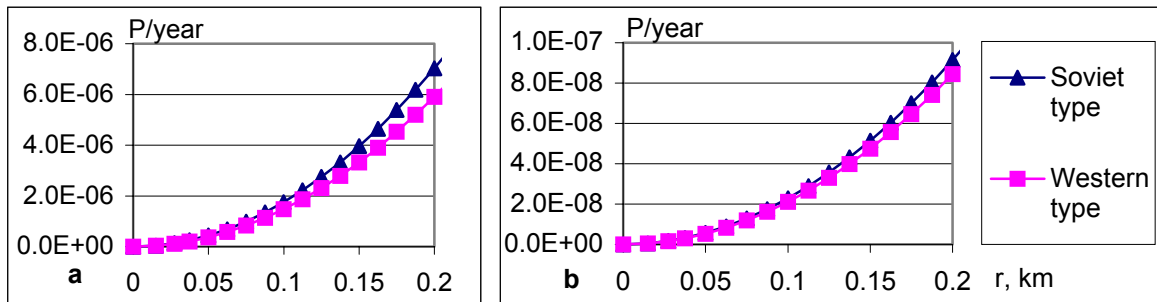 P/year
8.0E-06
6.0E-06
4.0E-06
2.0E-06
0.0E+00
a
0 0.05 0.1 0.15 0.2
P/year
1.0E-07
8.0E-08
6.0E-08
4.0E-08
2.0E-08
0.0E+00
b
0 0.05 0.1 0.15 0.2 r, km
Soviet
type
Western
type